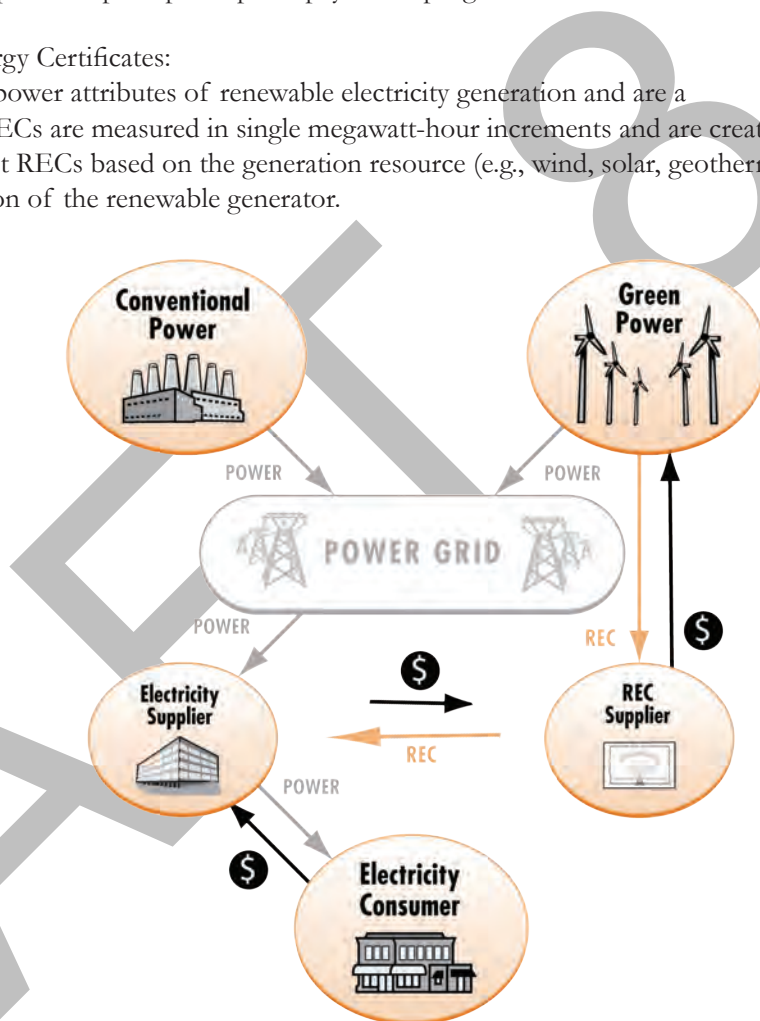 rgy Certificates:
power attributes of renewable electricity generation and are a
ECs are measured in single megawatt-hour increments and are creat
t RECs based on the generation resource (e.g., wind, solar, geotherm
on of the renewable generator.
Conventional
Power
Green
Power
POWER
POWER
POWER GRID
POWER
REC
$
$
Electricity
Supplier
REC
Supplier
REC
POWER
$
Electricity
Consumer